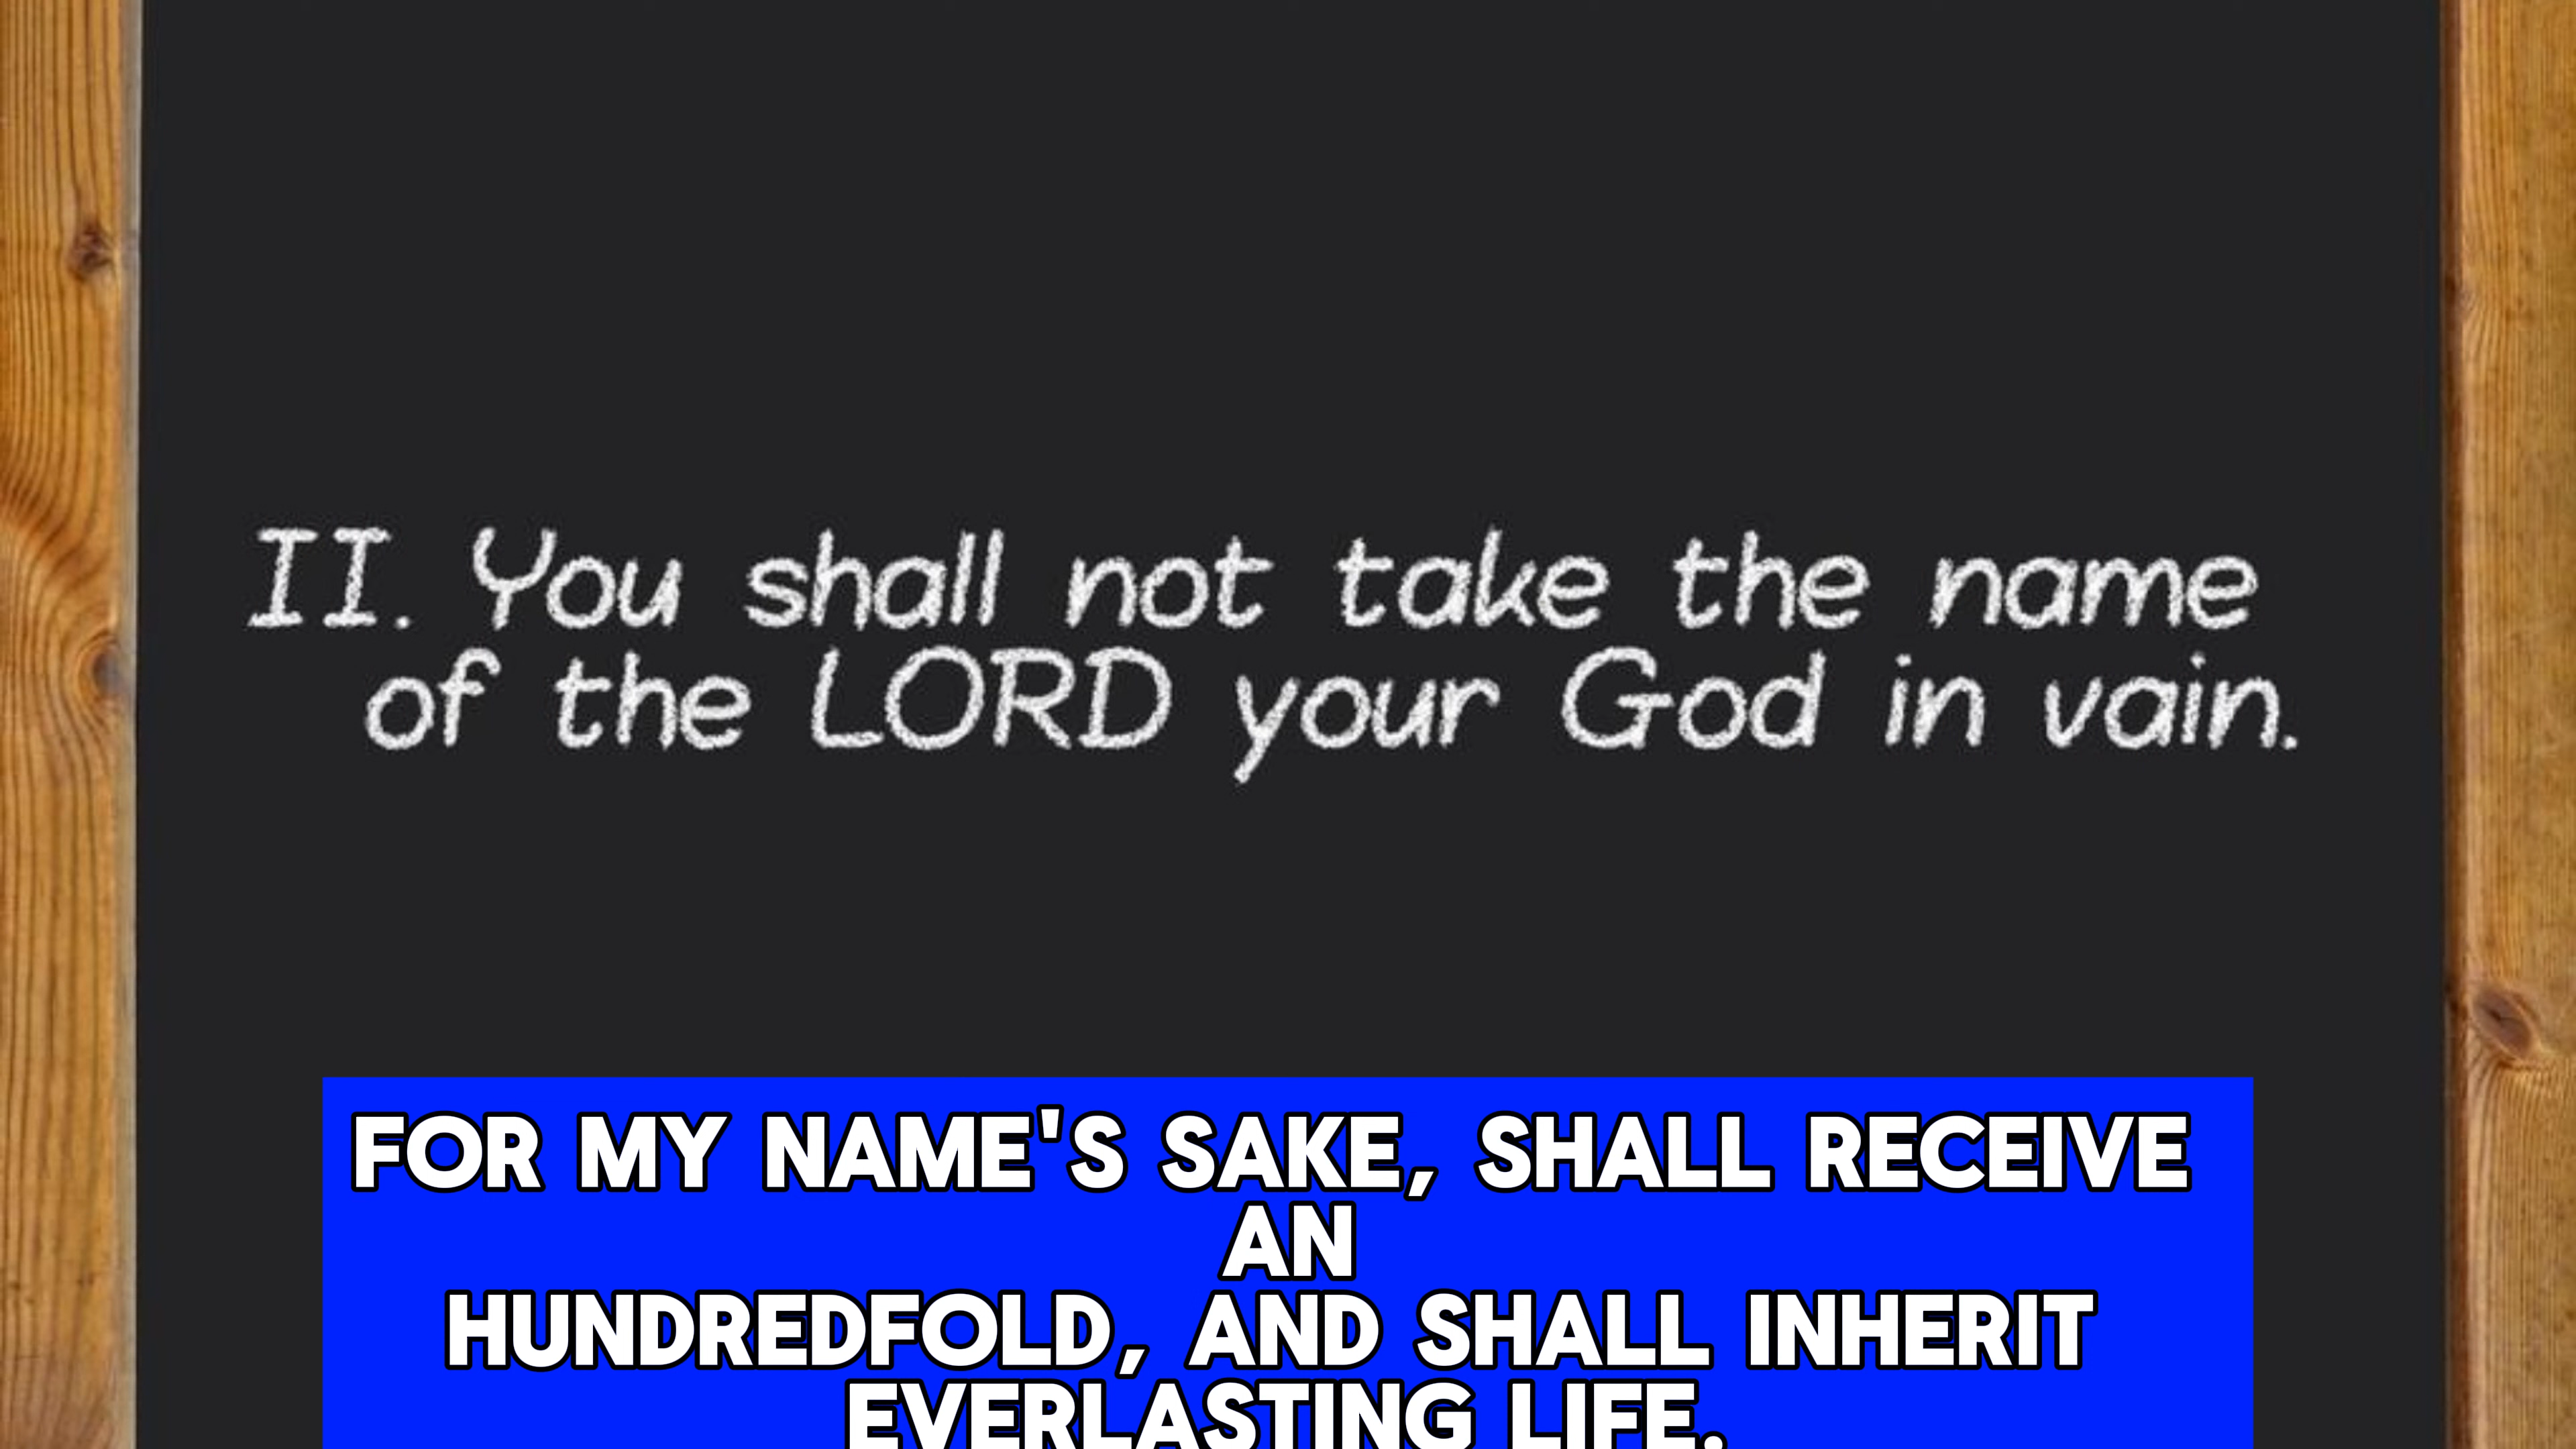 II. You shall not take the name
of the LORD your God in vain.
FOR MY NAME'S SAKE, SHALL RECEIVE
AN
HUNDREDFOLD, AND SHALL INHERIT
EVERLASTING LIFE.